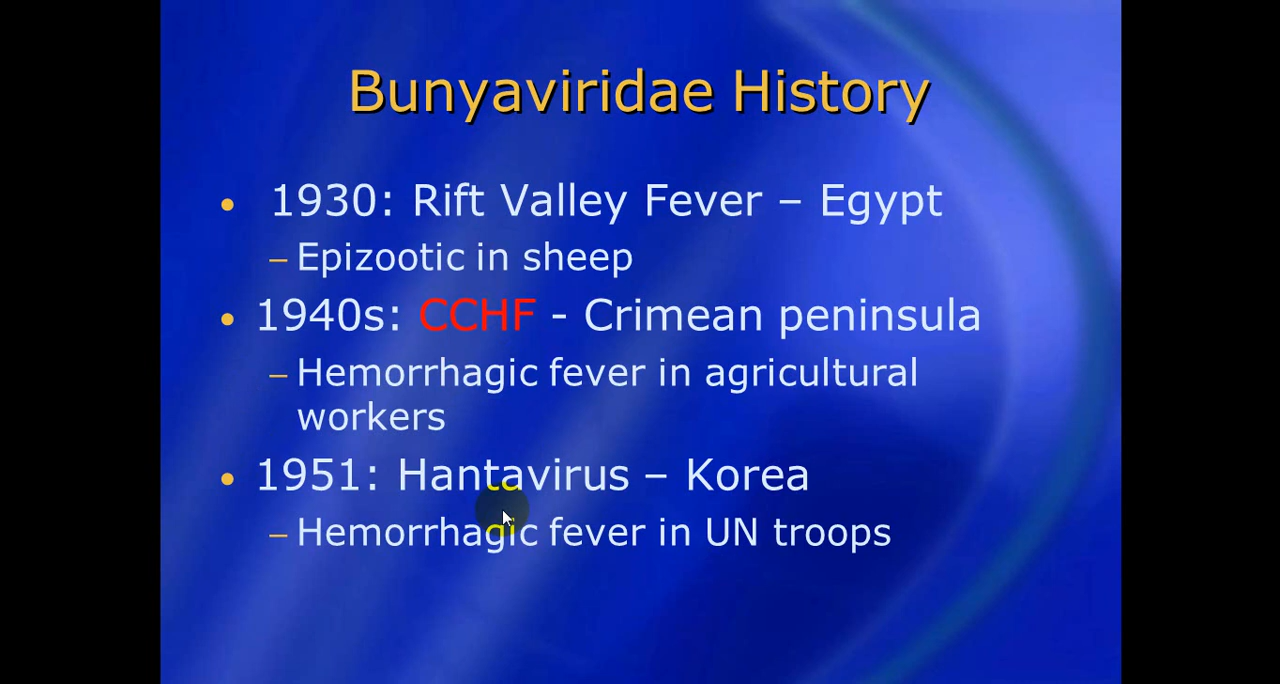 Bunyaviridae History
• 1930: Rift Valley Fever – Egypt
– Epizootic in sheep
• 1940s: CCHF - Crimean peninsula
– Hemorrhagic fever in agricultural
workers
• 1951: Hantavirus – Korea
– Hemorrhagic fever in UN troops